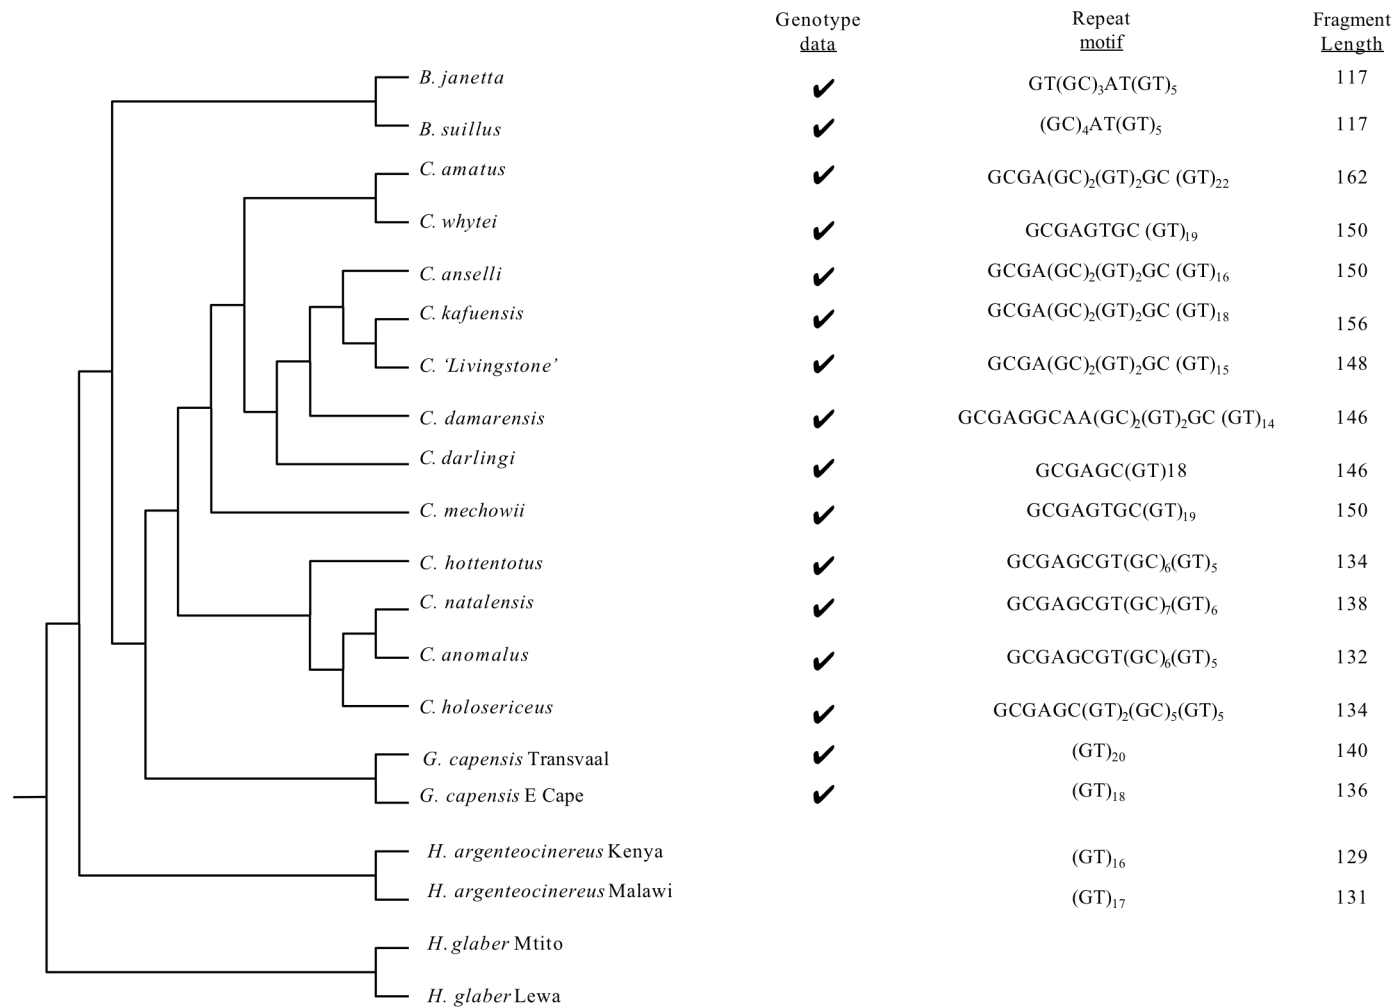 Genotype data Repeat motif Fragment Length
B. janetta ✔ GT(GC)₃AT(GT)₅ 117
B. suillus ✔ (GC)₄AT(GT)₅ 117
C. amatus ✔ GCGA(GC)₂(GT)₂GC (GT)₂₂ 162
C. whytei ✔ GCGAGTGC (GT)₁₉ 150
C. anselli ✔ GCGA(GC)₂(GT)₂GC (GT)₁₆ 150
C. kafuensis ✔ GCGA(GC)₂(GT)₂GC (GT)₁₈ 156
C. ‘Livingstone’ ✔ GCGA(GC)₂(GT)₂GC (GT)₁₅ 148
C. damarensis ✔ GCGAGGCAA(GC)₂(GT)₂GC (GT)₁₄ 146
C. darlingi ✔ GCGAGC(GT)18 146
C. mechowii ✔ GCGAGTGC(GT)₁₉ 150
C. hottentotus ✔ GCGAGCGT(GC)₆(GT)₅ 134
C. natalensis ✔ GCGAGCGT(GC)₇(GT)₆ 138
C. anomalus ✔ GCGAGCGT(GC)₆(GT)₅ 132
C. holosericeus ✔ GCGAGC(GT)₂(GC)₅(GT)₅ 134
G. capensis Transvaal ✔ (GT)₂₀ 140
G. capensis E Cape ✔ (GT)₁₈ 136
H. argenteocinereus Kenya (GT)₁₆ 129
H. argenteocinereus Malawi (GT)₁₇ 131
H. glaber Mtito
H. glaber Lewa